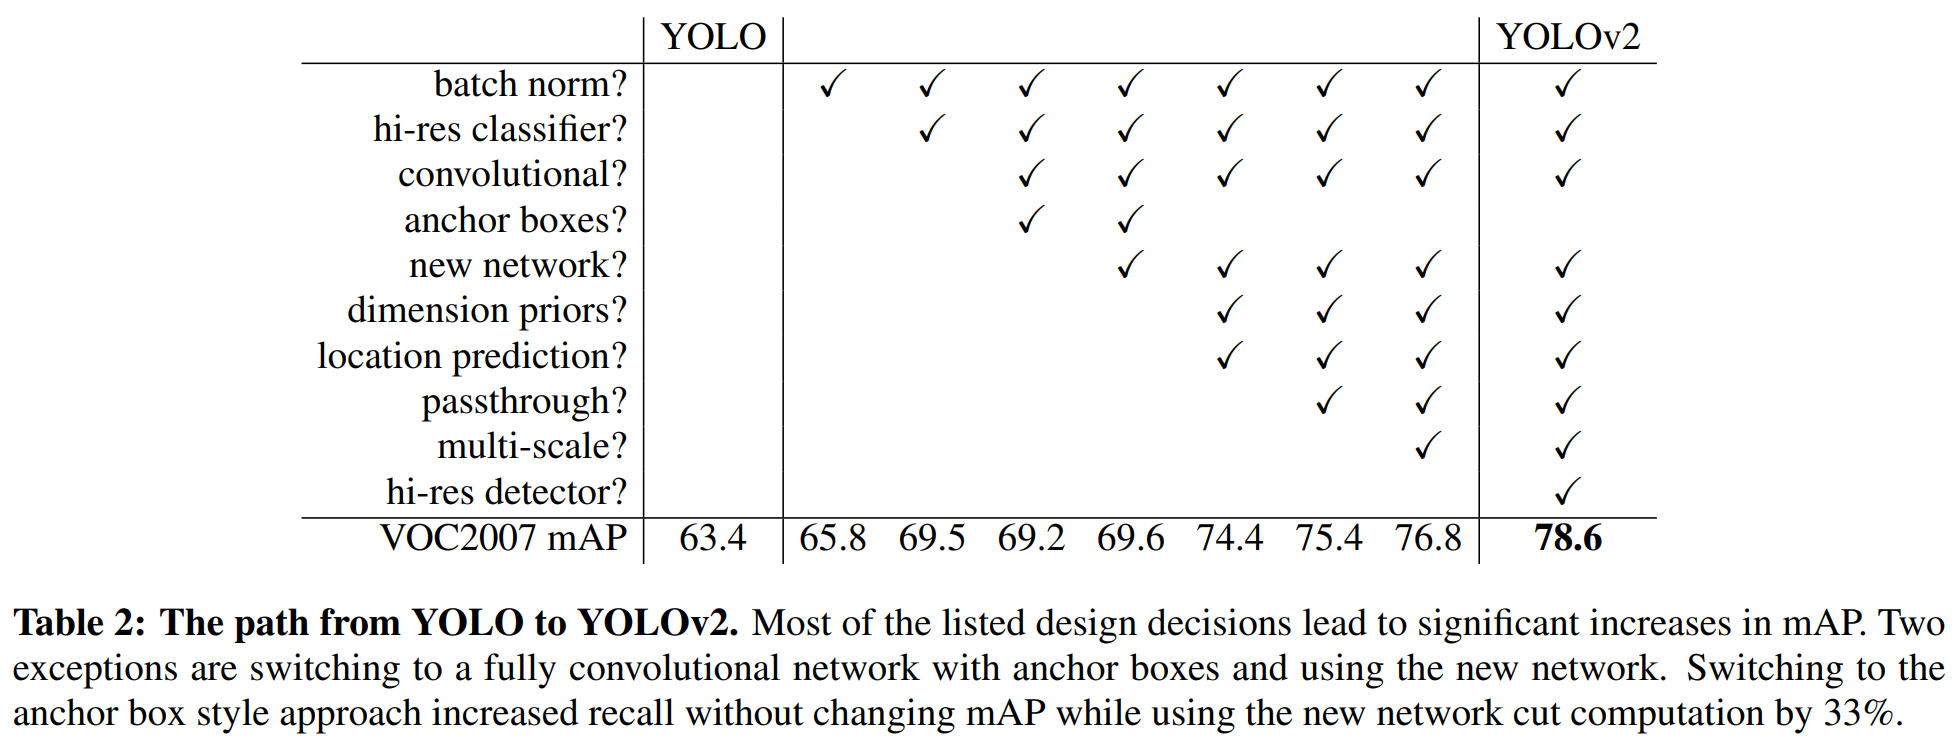 YOLO YOLOv2
batch norm? ✓ ✓ ✓ ✓ ✓ ✓ ✓ ✓
hi-res classifier? ✓ ✓ ✓ ✓ ✓ ✓ ✓
convolutional? ✓ ✓ ✓ ✓ ✓ ✓
anchor boxes? ✓ ✓
new network? ✓ ✓ ✓ ✓ ✓
dimension priors? ✓ ✓ ✓ ✓
location prediction? ✓ ✓ ✓ ✓
passthrough? ✓ ✓ ✓
multi-scale? ✓ ✓
hi-res detector? ✓
VOC2007 mAP 63.4 65.8 69.5 69.2 69.6 74.4 75.4 76.8 78.6
Table 2: The path from YOLO to YOLOv2. Most of the listed design decisions lead to significant increases in mAP. Two
exceptions are switching to a fully convolutional network with anchor boxes and using the new network. Switching to the
anchor box style approach increased recall without changing mAP while using the new network cut computation by 33%.